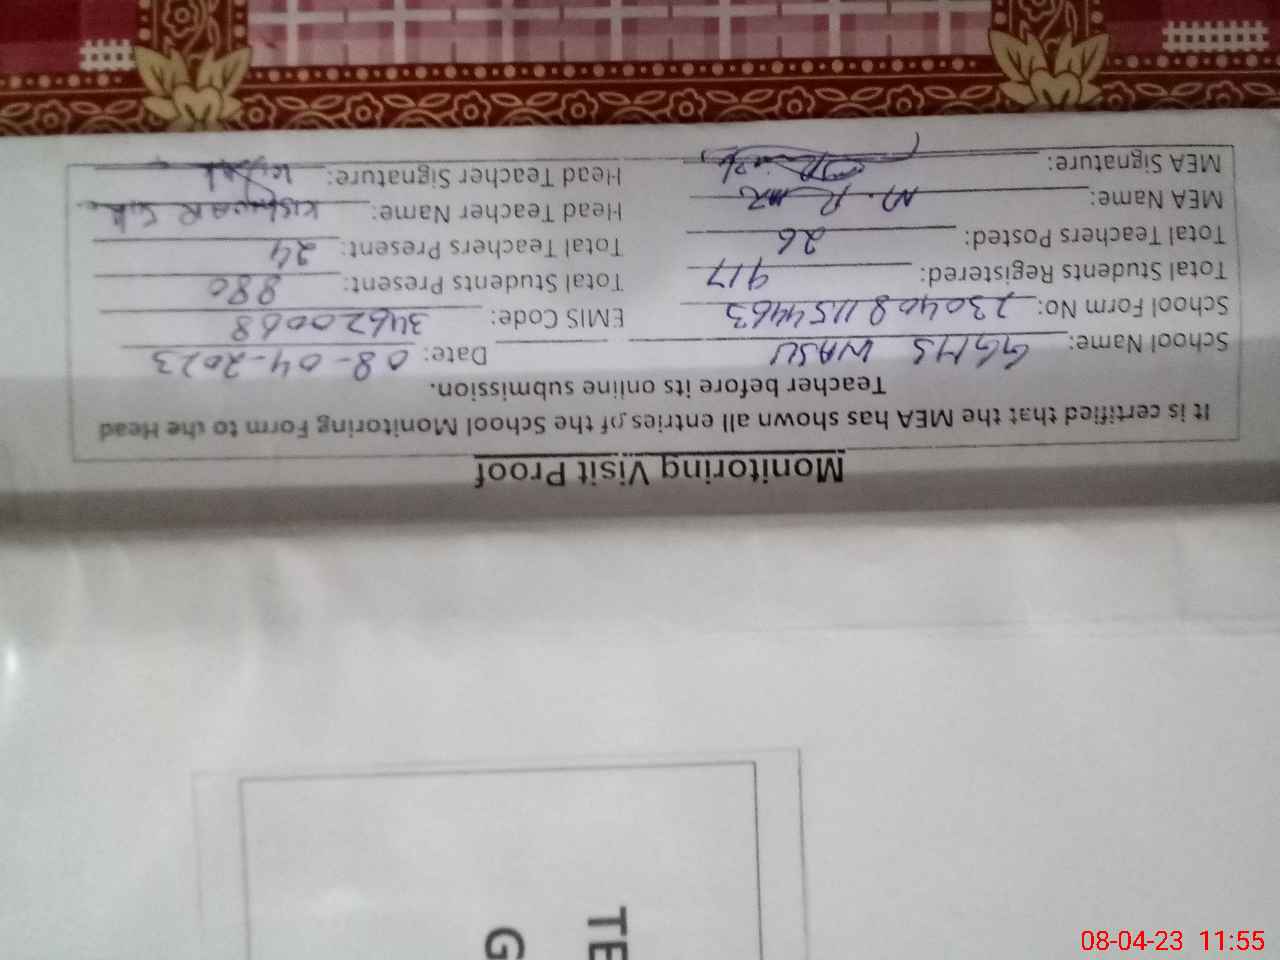 Monitoring Visit Proof
It is certified that the MEA has shown all entries of the School Monitoring Form to the Head
Teacher before its online submission.
School Name: GGHS WASU Date: 08-04-2023
School Form No: 2304081154463 EMIS Code: 34620068
Total Students Registered: 917 Total Students Present: 880
Total Teachers Posted: 26 Total Teachers Present: 24
MEA Name: M. Head Teacher Name: KISHWAR
MEA Signature: Head Teacher Signature:
TE
G
08-04-23 11:55